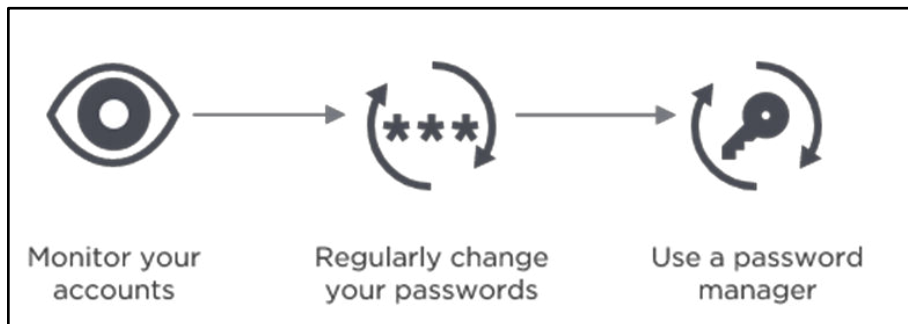 ***
Monitor your
accounts
Regularly change
your passwords
Use a password
manager